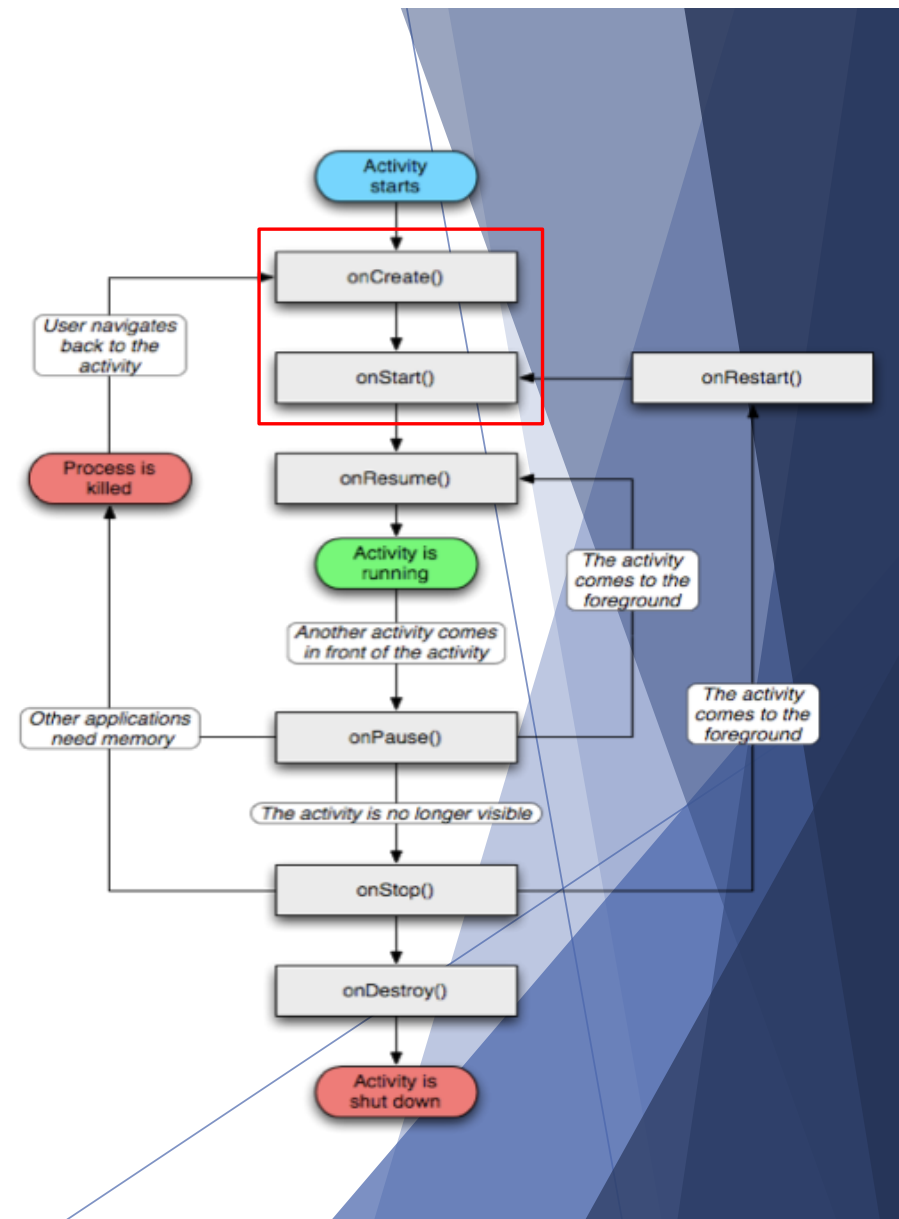 Activity
starts
onCreate()
User navigates
back to the
activity
onStart()
onRestart()
Process is
killed
onResume()
Activity is
running
The activity
comes to the
foreground
Another activity comes
in front of the activity
Other applications
need memory
onPause()
The activity
comes to the
foreground
The activity is no longer visible
onStop()
onDestroy()
Activity is
shut down